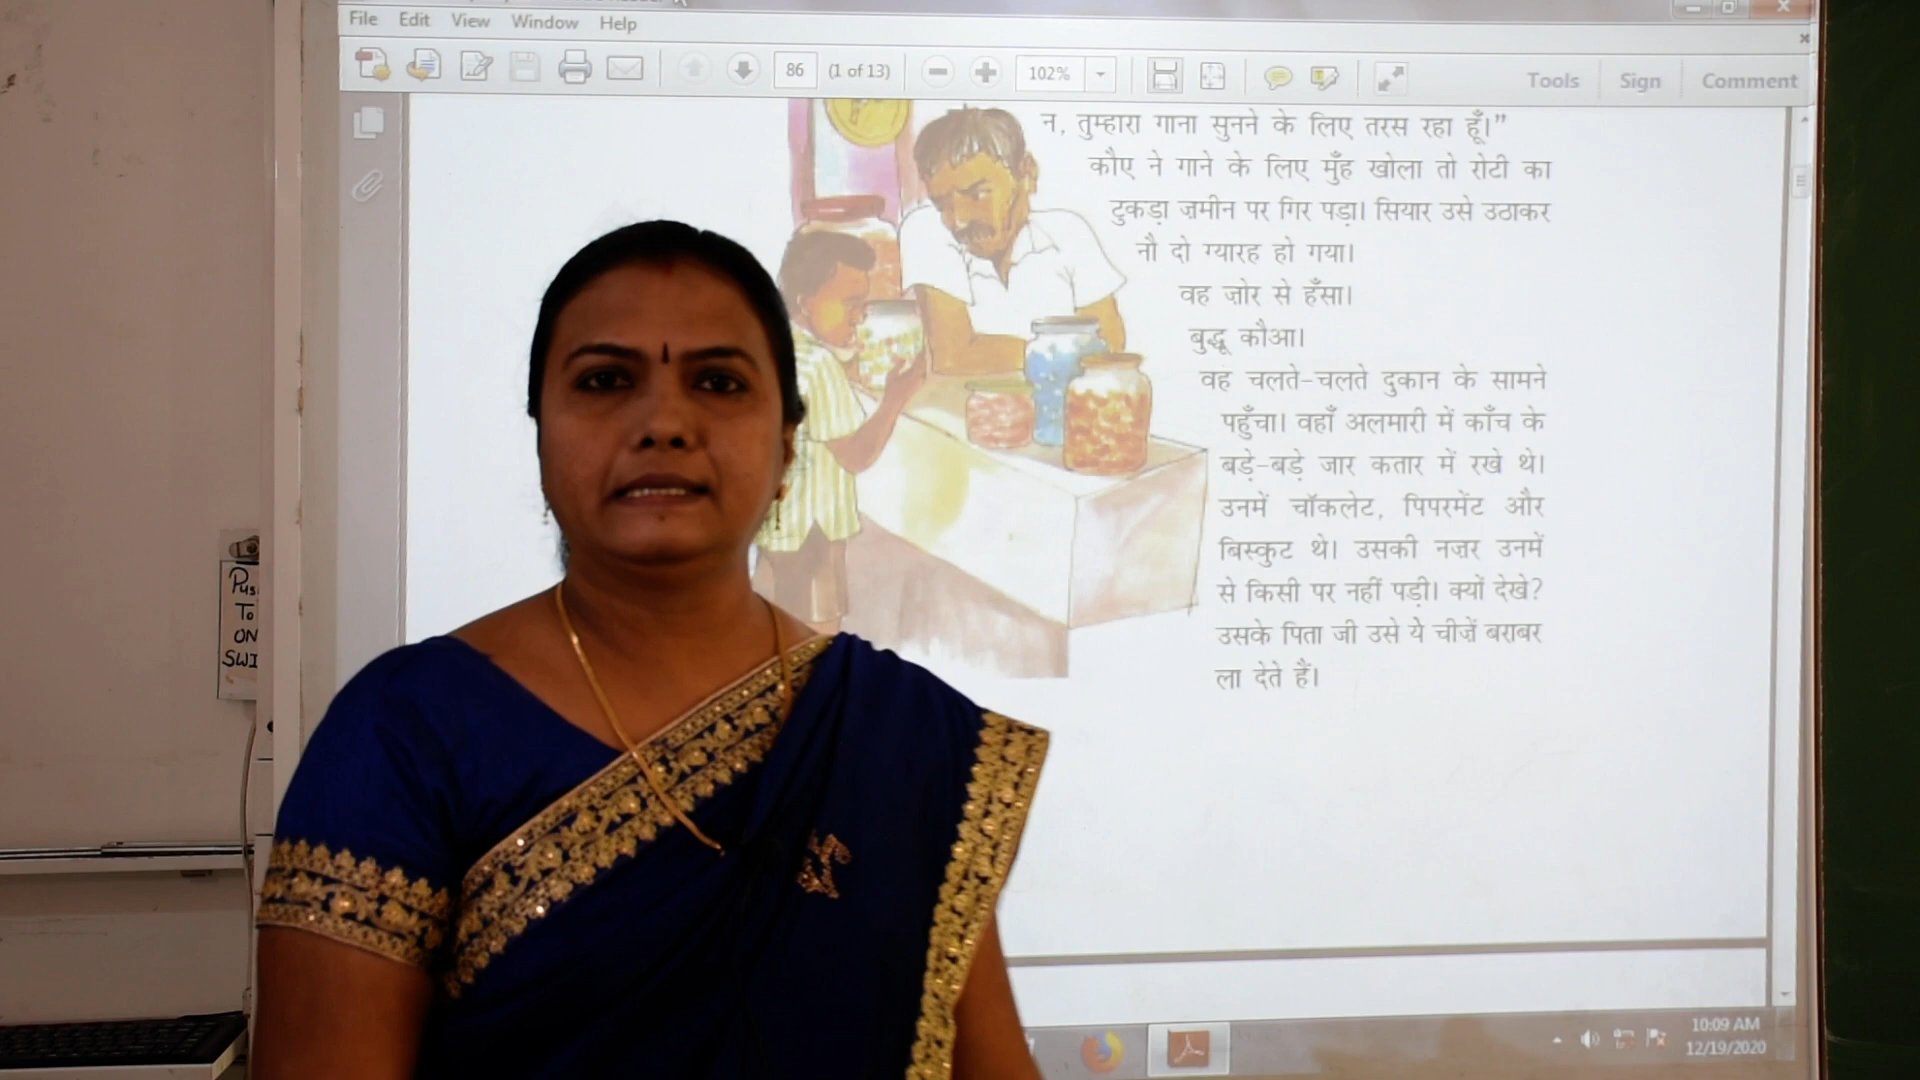 File Edit View Window Help
86 (1 of 13) 102% Tools Sign Comment
न, तुम्हारा गाना सुनने के लिए तरस रहा हूँ।”
कौए ने गाने के लिए मुँह खोला तो रोटी का
टुकड़ा ज़मीन पर गिर पड़ा। सियार उसे उठाकर
नौ दो ग्यारह हो गया।
वह ज़ोर से हँसा।
बुद्धू कौआ।
वह चलते-चलते दुकान के सामने
पहुँचा। वहाँ अलमारी में काँच के
बड़े-बड़े जार कतार में रखे थे।
उनमें चॉकलेट, पिपरमेंट और
बिस्कुट थे। उसकी नज़र उनमें
से किसी पर नहीं पड़ी। क्यों देखे?
उसके पिता जी उसे ये चीज़ें बराबर
ला देते हैं।
To
ON
10:09 AM
12/19/2020